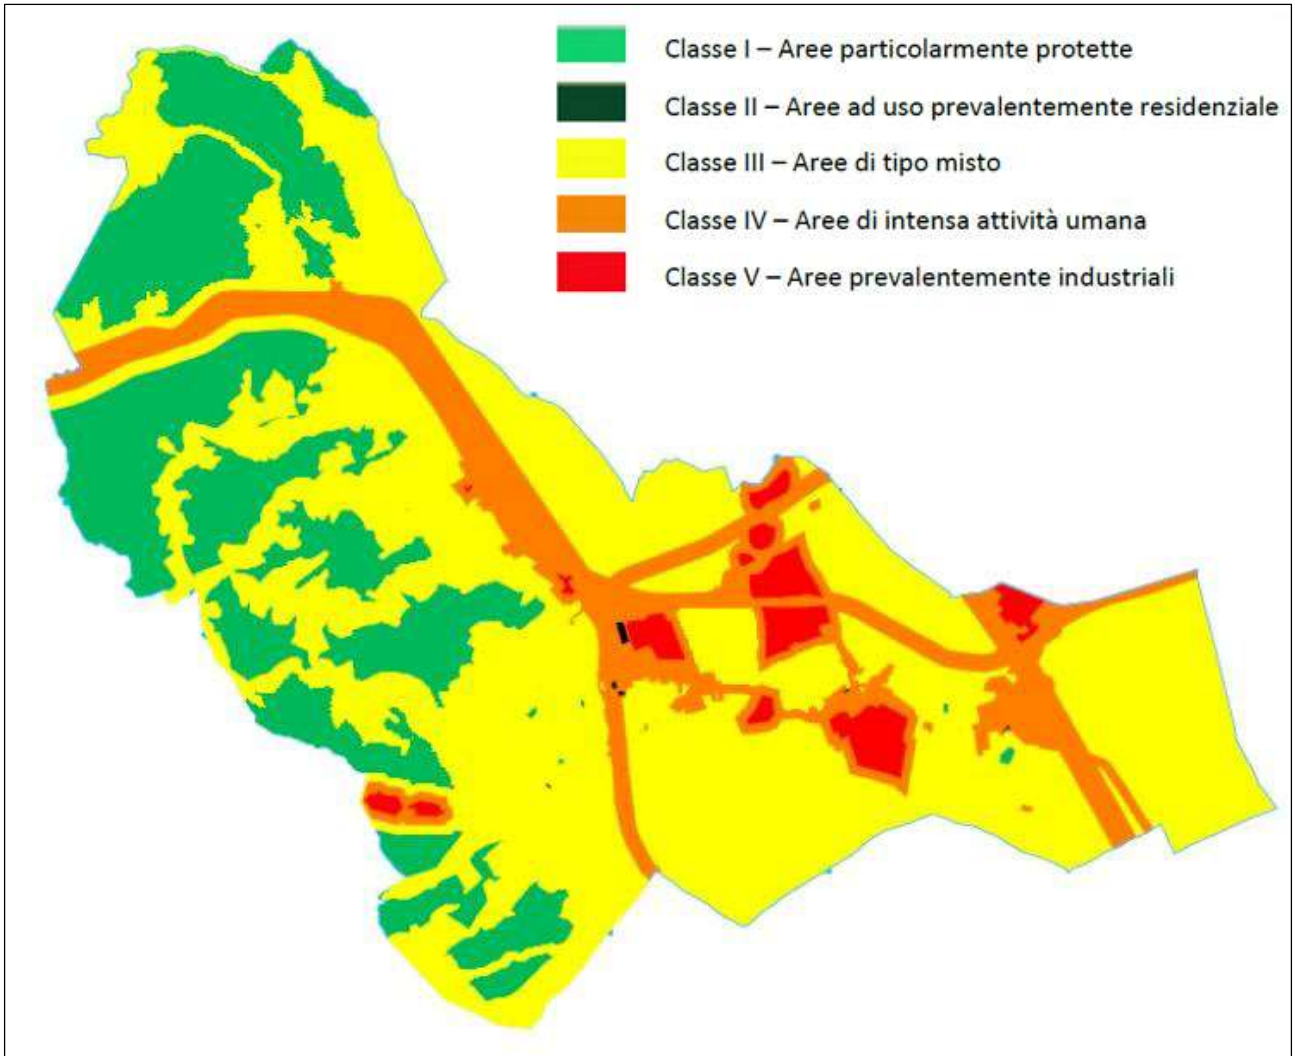 Classe I – Aree particolarmente protette
Classe II – Aree ad uso prevalentemente residenziale
Classe III – Aree di tipo misto
Classe IV – Aree di intensa attività umana
Classe V – Aree prevalentemente industriali